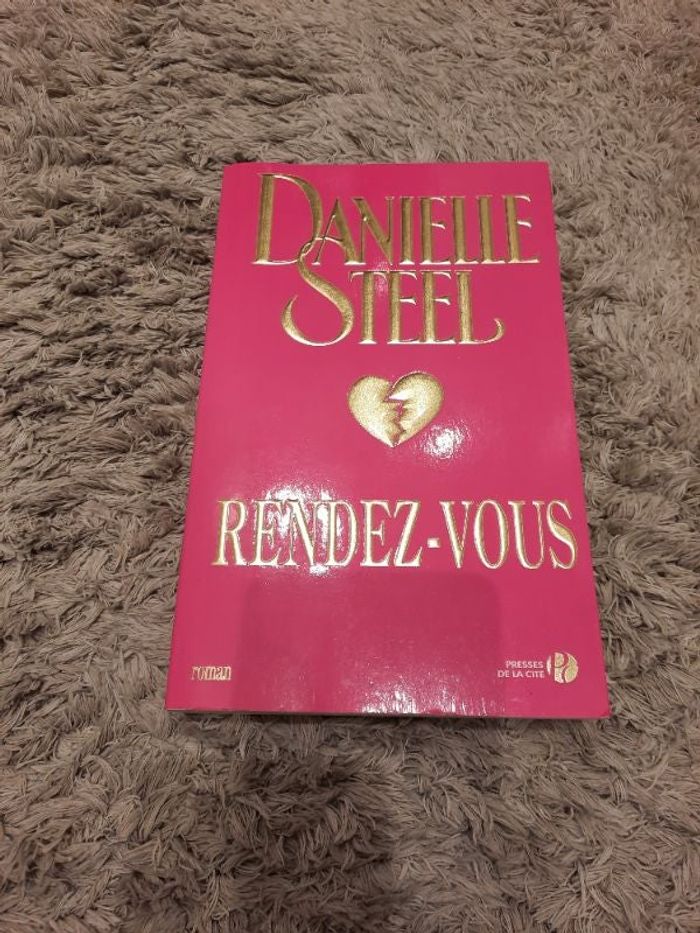 DANIELLE
STEEL
RENDEZ-VOUS
roman
PRESSES
DE LA CITÉ